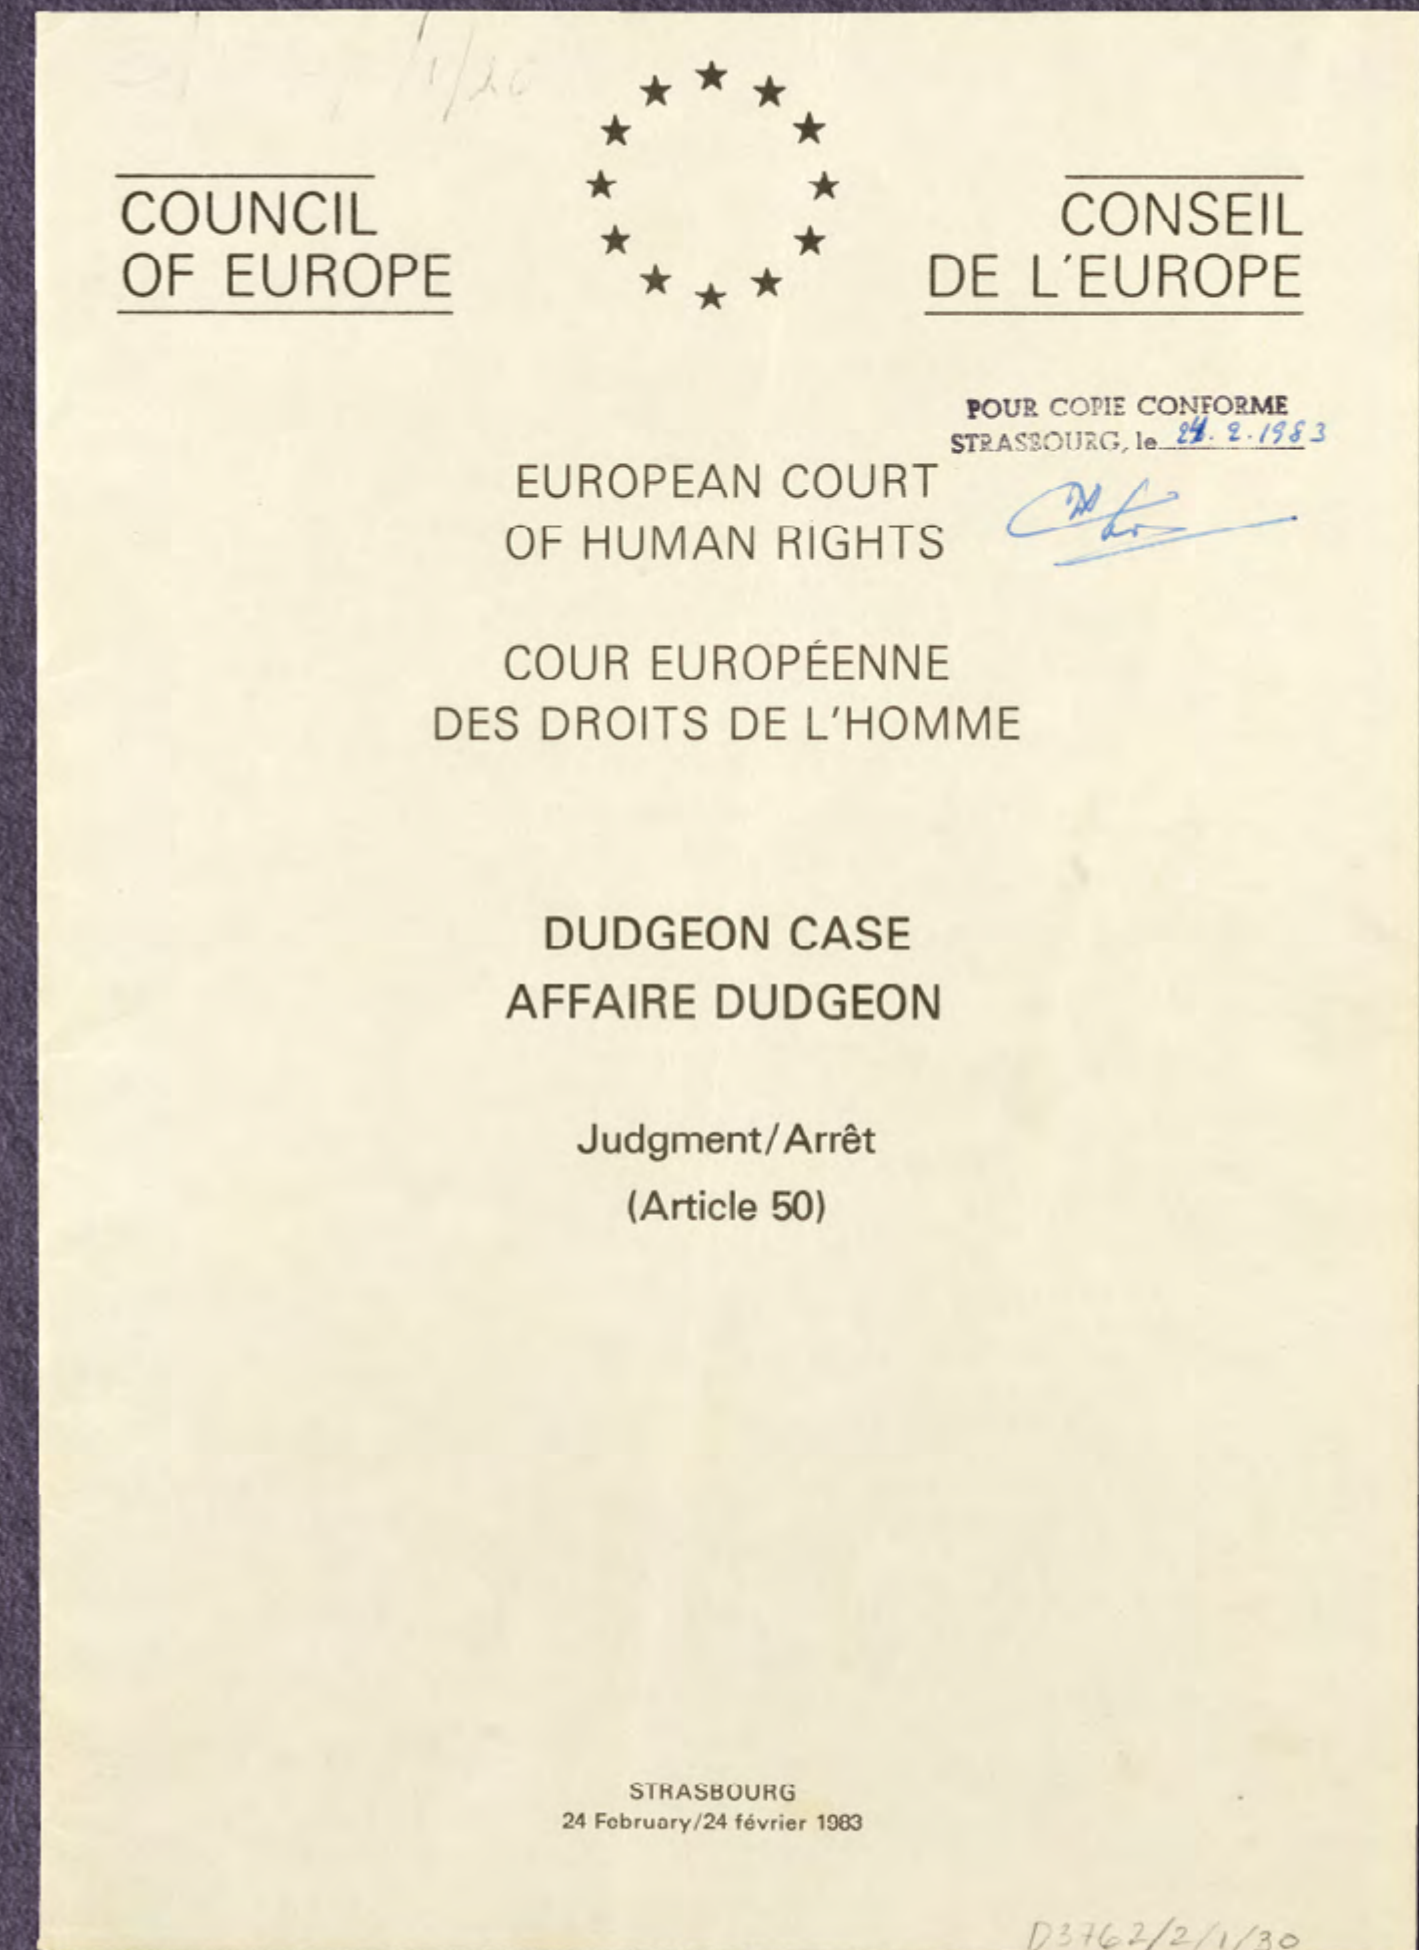 COUNCIL
OF EUROPE
CONSEIL
DE L'EUROPE
POUR COPIE CONFORME
STRASBOURG, le 24. 2. 1983
EUROPEAN COURT
OF HUMAN RIGHTS
COUR EUROPÉENNE
DES DROITS DE L'HOMME
DUDGEON CASE
AFFAIRE DUDGEON
Judgment/Arrêt
(Article 50)
STRASBOURG
24 February/24 février 1983
D3762/2/1/30